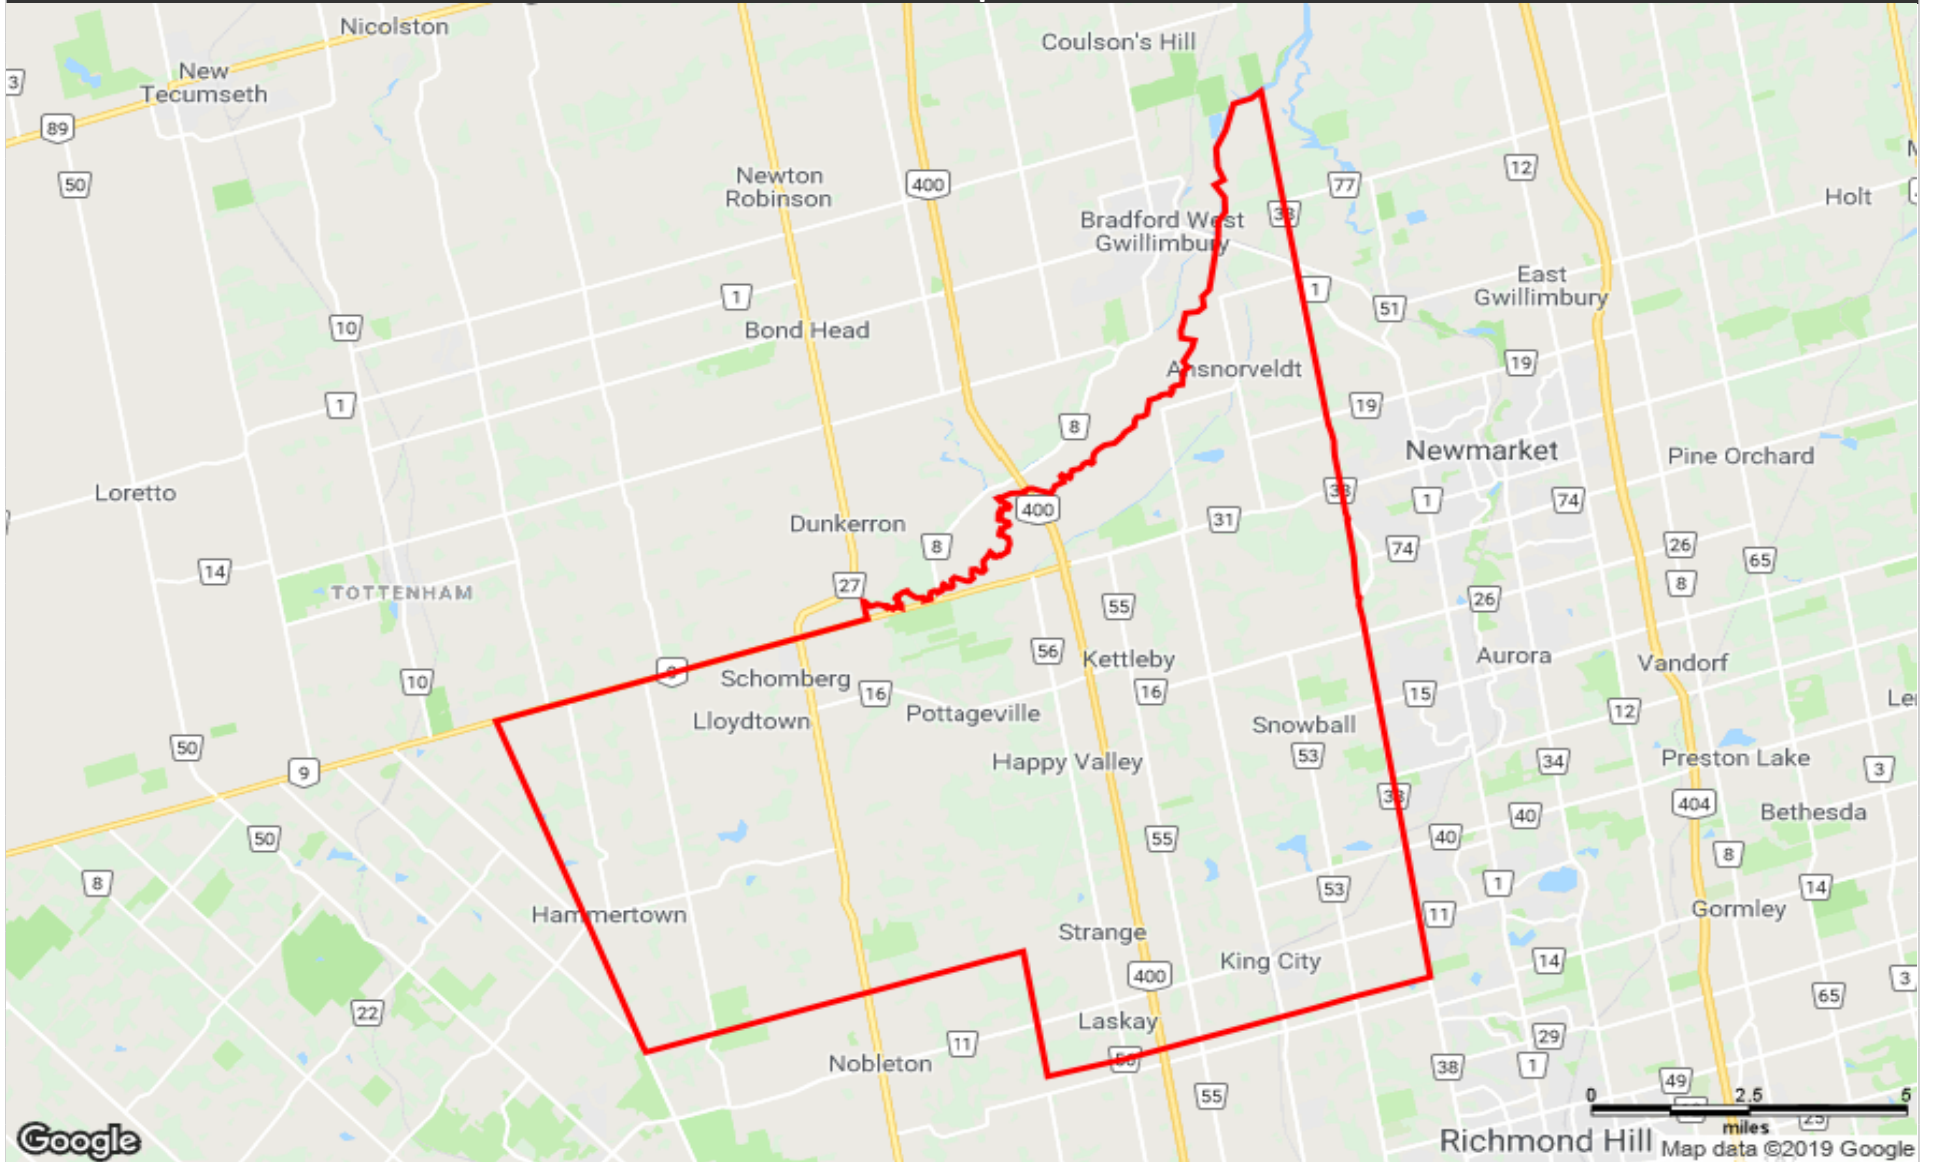 Nicolston
Coulson's Hill
New
Tecumseth
3
89
50
12
Newton
Robinson
400
77
Holt
38
Bradford West
Gwillimbury
East
Gwillimbury
1
1
51
10
Bond Head
19
Ansnorveldt
1
19
8
Newmarket
Pine Orchard
Loretto
38
1
74
400
31
Dunkerron
8
74
26
65
14
27
8
TOTTENHAM
26
55
56
Kettleby
Aurora
Vandorf
9
Schomberg
10
16
16
15
Lloydtown
Pottageville
Snowball
12
50
53
Happy Valley
34
Preston Lake
9
3
38
404
40
Bethesda
50
55
40
8
8
53
1
14
Hammertown
11
Gormley
Strange
King City
14
400
3
65
22
Laskay
29
11
Nobleton
56
38
1
49
55
0 2.5 5
miles
25
Google
Richmond Hill
Map data ©2019 Google